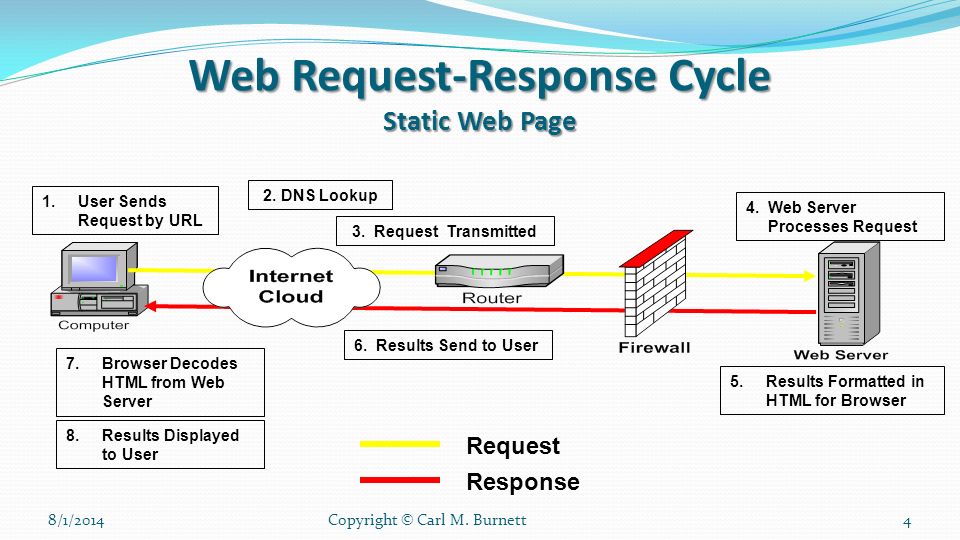 Web Request-Response Cycle
Static Web Page
1. User Sends
Request by URL
2. DNS Lookup
3. Request Transmitted
4. Web Server
Processes Request
Internet
Cloud
Router
Computer
Firewall
Web Server
6. Results Send to User
7. Browser Decodes
HTML from Web
Server
5. Results Formatted in
HTML for Browser
8. Results Displayed
to User
Request
Response
8/1/2014
Copyright © Carl M. Burnett
4